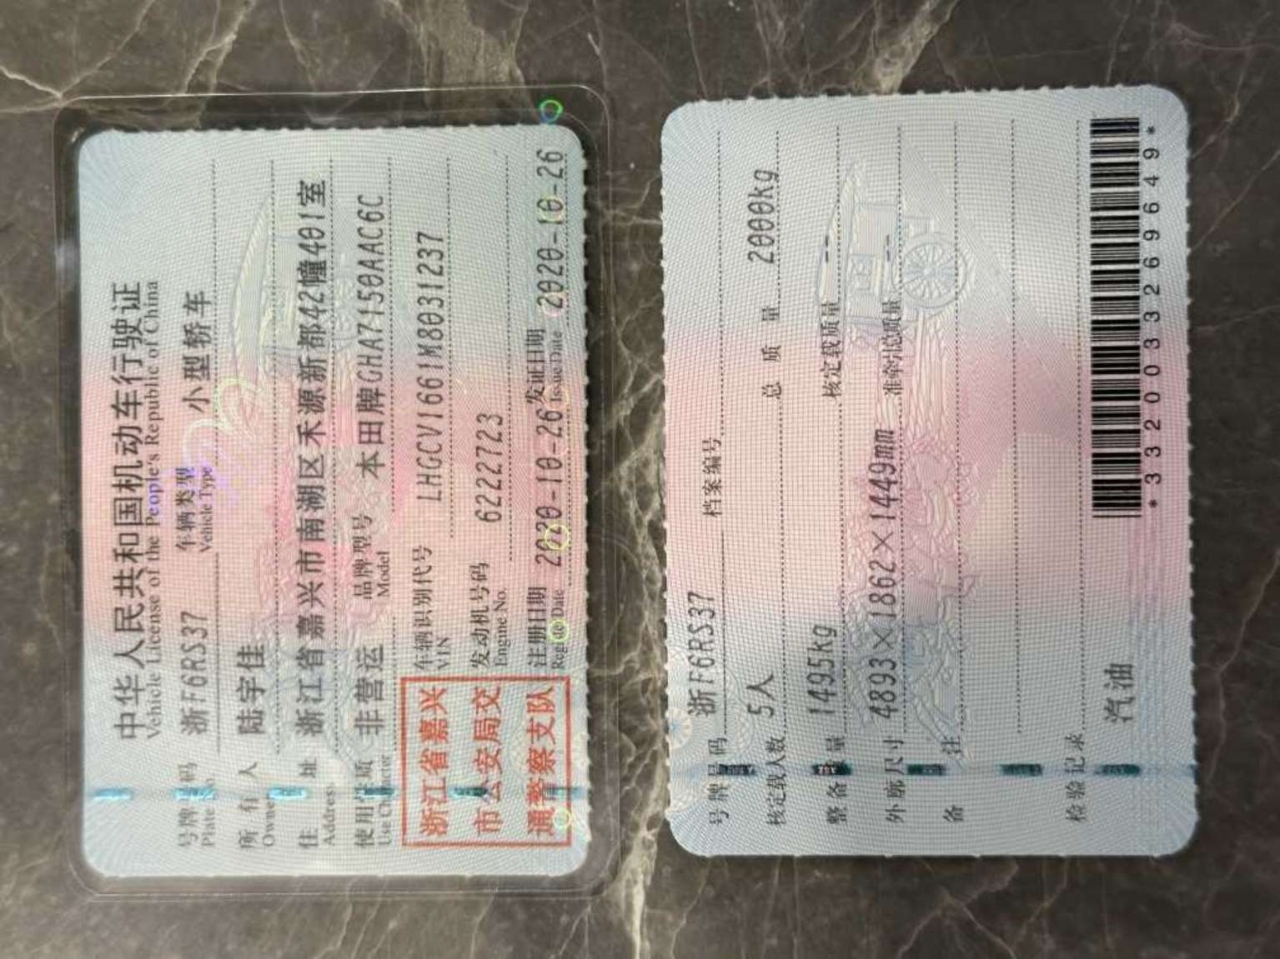 中华人民共和国机动车行驶证
Vehicle License of the People's Republic of China
号牌号码 浙F6RS37 车辆类型 小型轿车
Plate No. Vehicle Type
所有人 陆宇佳
Owner
住址 浙江省嘉兴市南湖区禾源新都42幢401室
Address
使用性质 非营运 品牌型号 本田牌GHA7150AAC6C
Use Character Model
浙江省嘉兴
市公安局交
通警察支队
车辆识别代号 LHGCV1661M8031237
VIN
发动机号码 6222723
Engine No.
注册日期 2020-10-26 发证日期 2020-10-26
Register Date Issue Date
号牌号码 浙F6RS37 档案编号
核定载人数 5人 总质量 2000kg
整备质量 1495kg 核定载质量 --
外廓尺寸 4893×1862×1449mm 准牵引总质量 --
备注
检验记录
汽油
*3320033269649*